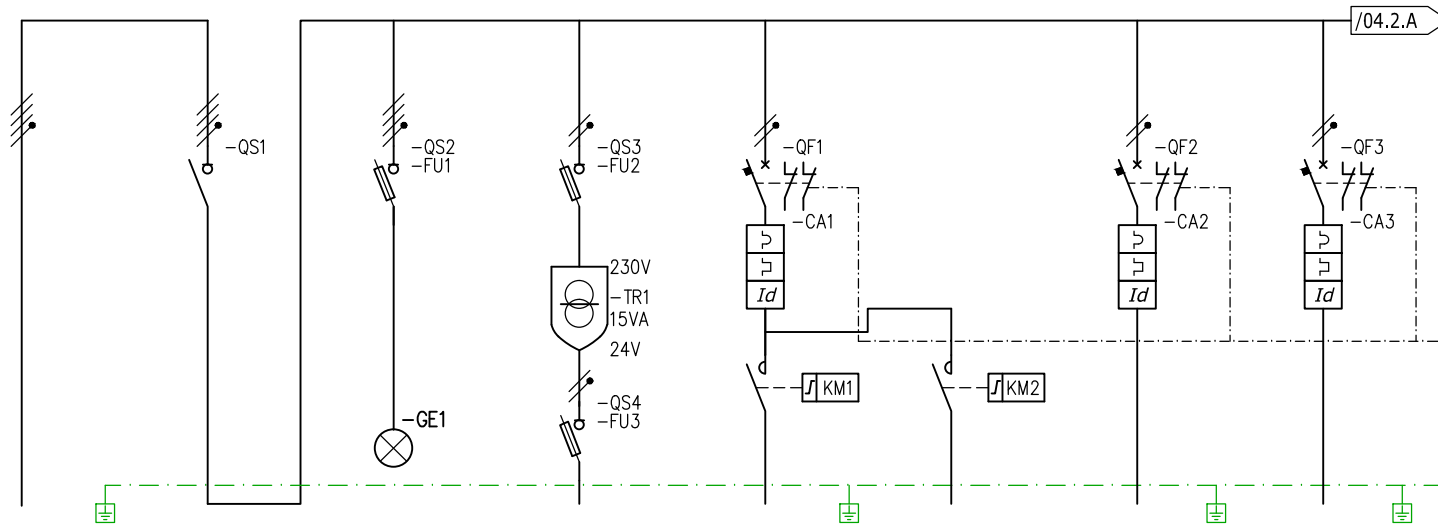 /04.2.A
-QS1
-QS2
-FU1
-QS3
-FU2
-QF1
-QF2
-QF3
-CA1
-CA2
-CA3
Id
Id
Id
230V
-TR1
15VA
24V
KM1
KM2
-QS4
-FU3
-GE1